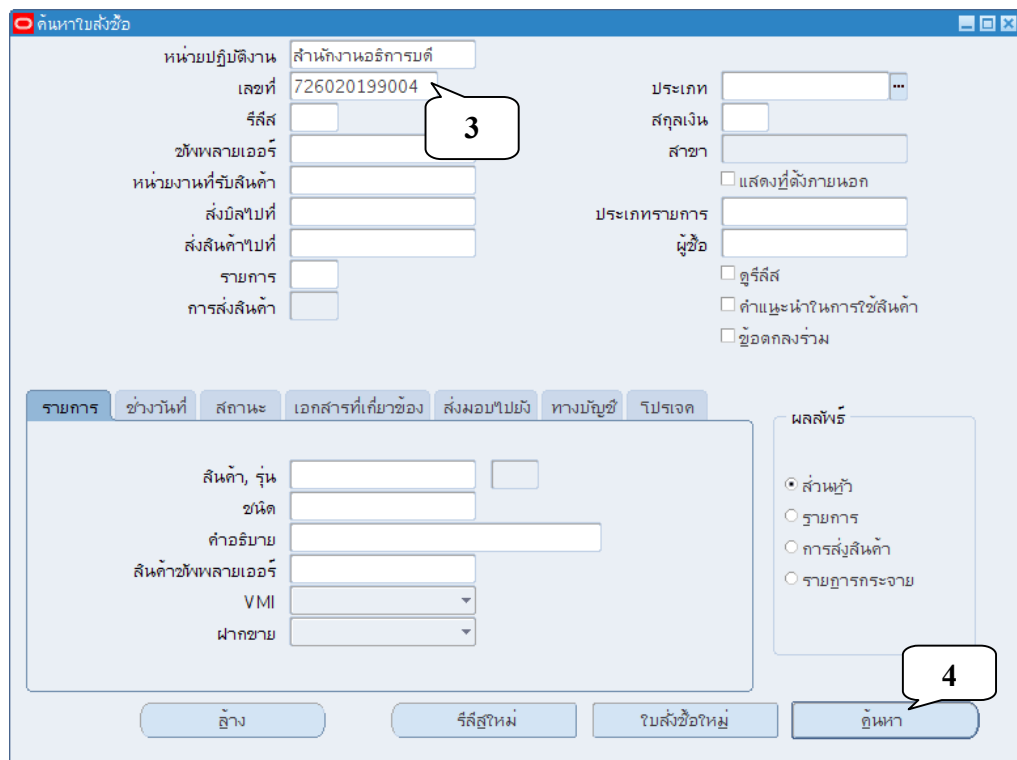 ค้นหาใบสั่งซื้อ
หน่วยปฏิบัติงาน สำนักงานอธิการบดี
เลขที่ 726020199004 ประเภท ...
3
รีลีส สกุลเงิน
ซัพพลายเออร์ สาขา
หน่วยงานที่รับสินค้า แสดงที่ตั้งภายนอก
ส่งบิลไปที่ ประเภทรายการ
ส่งสินค้าไปที่ ผู้ซื้อ
รายการ ดูรีลีส
การส่งสินค้า คำแนะนำในการใช้สินค้า
ข้อตกลงร่วม
รายการ ช่วงวันที่ สถานะ เอกสารที่เกี่ยวข้อง ส่งมอบไปยัง ทางบัญชี โปรเจค
ผลลัพธ์
สินค้า, รุ่น ส่วนหัว
ชนิด รายการ
คำอธิบาย การส่งสินค้า
สินค้าซัพพลายเออร์ รายการกระจาย
VMI
ฝากขาย
4
ล้าง รีลีสใหม่ ใบสั่งซื้อใหม่ ค้นหา